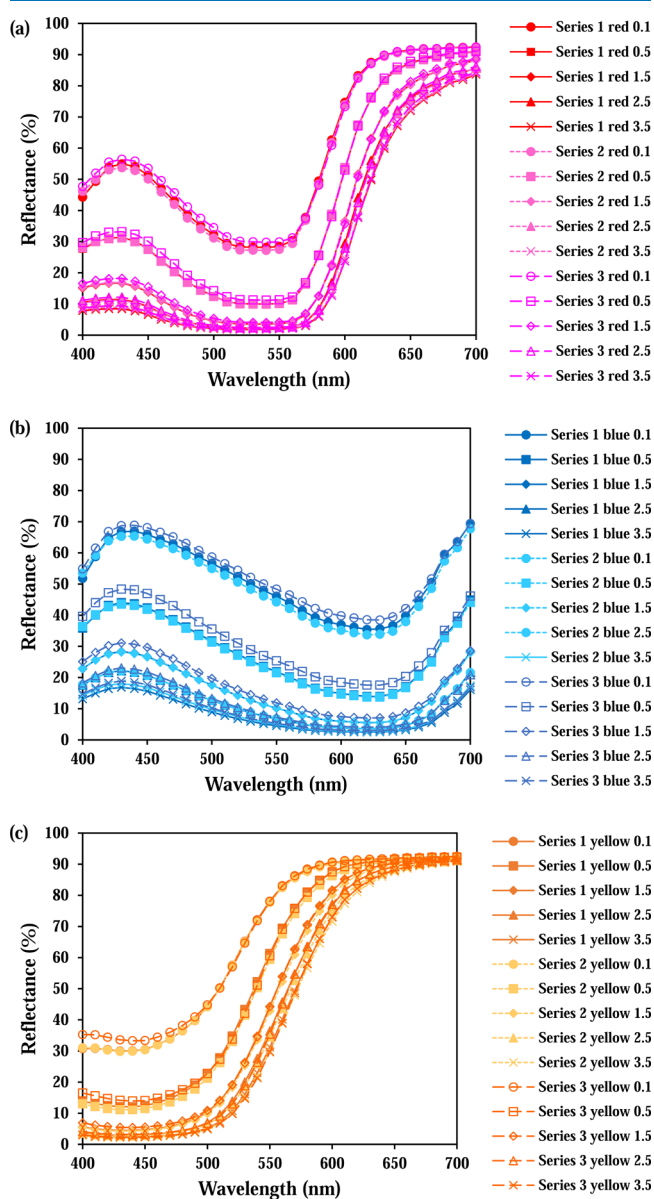 (a)
100
90
80
70
60
50
40
30
20
10
0
Reflectance (%)
400 450 500 550 600 650 700
Wavelength (nm)
Series 1 red 0.1
Series 1 red 0.5
Series 1 red 1.5
Series 1 red 2.5
Series 1 red 3.5
Series 2 red 0.1
Series 2 red 0.5
Series 2 red 1.5
Series 2 red 2.5
Series 2 red 3.5
Series 3 red 0.1
Series 3 red 0.5
Series 3 red 1.5
Series 3 red 2.5
Series 3 red 3.5
(b)
100
90
80
70
60
50
40
30
20
10
0
Reflectance (%)
400 450 500 550 600 650 700
Wavelength (nm)
Series 1 blue 0.1
Series 1 blue 0.5
Series 1 blue 1.5
Series 1 blue 2.5
Series 1 blue 3.5
Series 2 blue 0.1
Series 2 blue 0.5
Series 2 blue 1.5
Series 2 blue 2.5
Series 2 blue 3.5
Series 3 blue 0.1
Series 3 blue 0.5
Series 3 blue 1.5
Series 3 blue 2.5
Series 3 blue 3.5
(c)
100
90
80
70
60
50
40
30
20
10
0
Reflectance (%)
400 450 500 550 600 650 700
Wavelength (nm)
Series 1 yellow 0.1
Series 1 yellow 0.5
Series 1 yellow 1.5
Series 1 yellow 2.5
Series 1 yellow 3.5
Series 2 yellow 0.1
Series 2 yellow 0.5
Series 2 yellow 1.5
Series 2 yellow 2.5
Series 2 yellow 3.5
Series 3 yellow 0.1
Series 3 yellow 0.5
Series 3 yellow 1.5
Series 3 yellow 2.5
Series 3 yellow 3.5